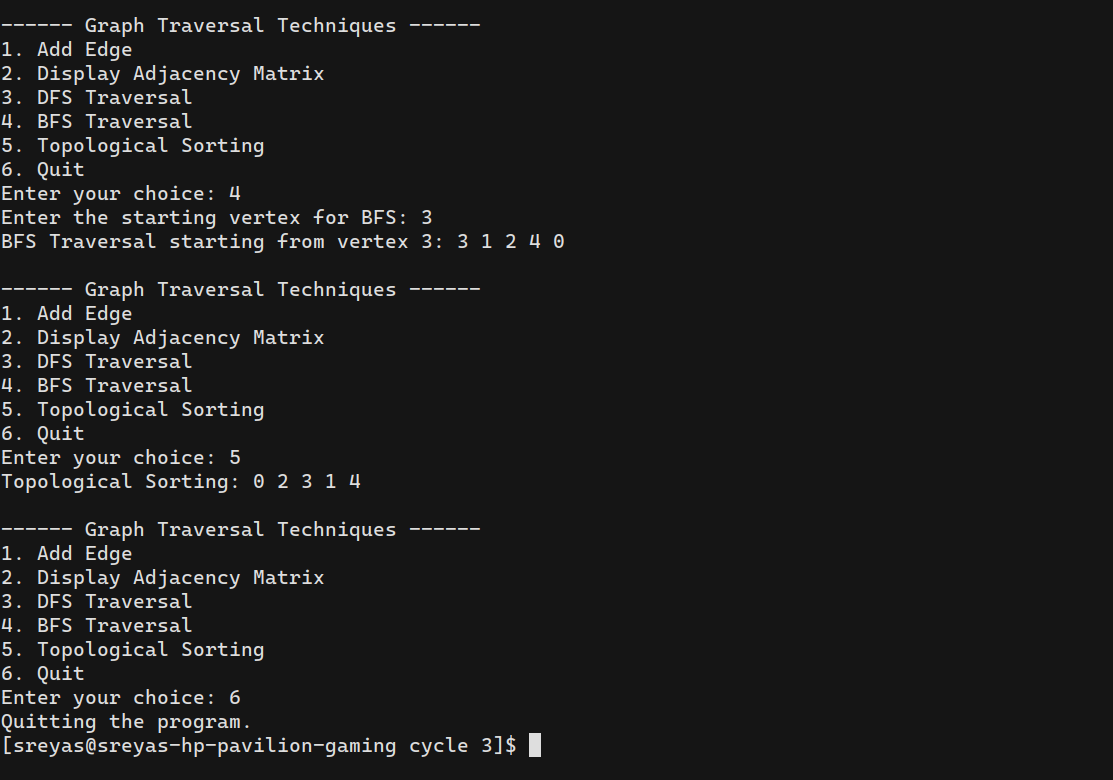 ------ Graph Traversal Techniques ------
1. Add Edge
2. Display Adjacency Matrix
3. DFS Traversal
4. BFS Traversal
5. Topological Sorting
6. Quit
Enter your choice: 4
Enter the starting vertex for BFS: 3
BFS Traversal starting from vertex 3: 3 1 2 4 0
------ Graph Traversal Techniques ------
1. Add Edge
2. Display Adjacency Matrix
3. DFS Traversal
4. BFS Traversal
5. Topological Sorting
6. Quit
Enter your choice: 5
Topological Sorting: 0 2 3 1 4
------ Graph Traversal Techniques ------
1. Add Edge
2. Display Adjacency Matrix
3. DFS Traversal
4. BFS Traversal
5. Topological Sorting
6. Quit
Enter your choice: 6
Quitting the program.
[sreyas@sreyas-hp-pavilion-gaming cycle 3]$